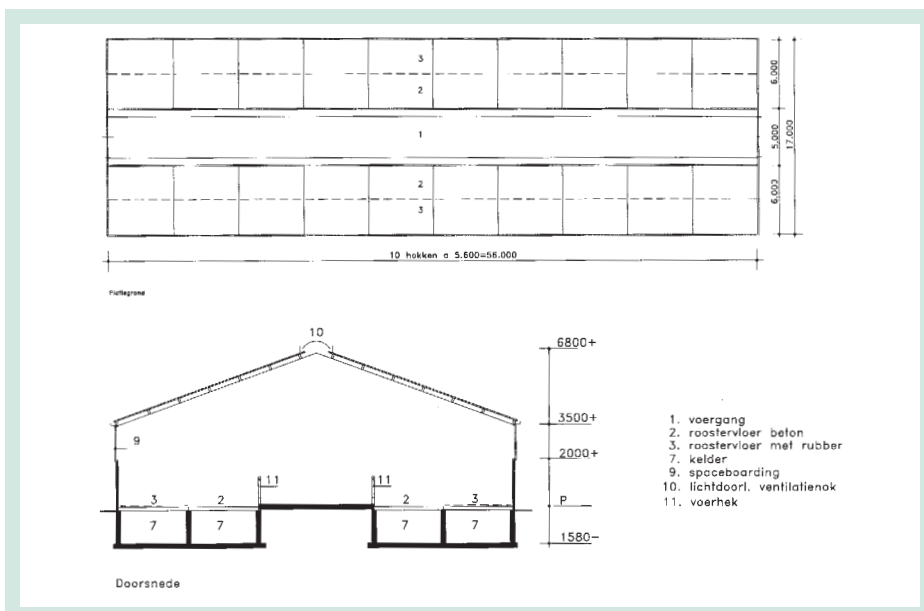 3
2
6.000
1
5.000
17.000
2
3
6.000
10 hokken a 5.600=56.000
Plattegrond
10
6800+
3500+
9
2000+
11
11
3
2
2
3
P
7
7
7
7
1580-
1. voergang
2. roostervloer beton
3. roostervloer met rubber
7. kelder
9. spaceboarding
10. lichtdoorl. ventilatienok
11. voerhek
Doorsnede